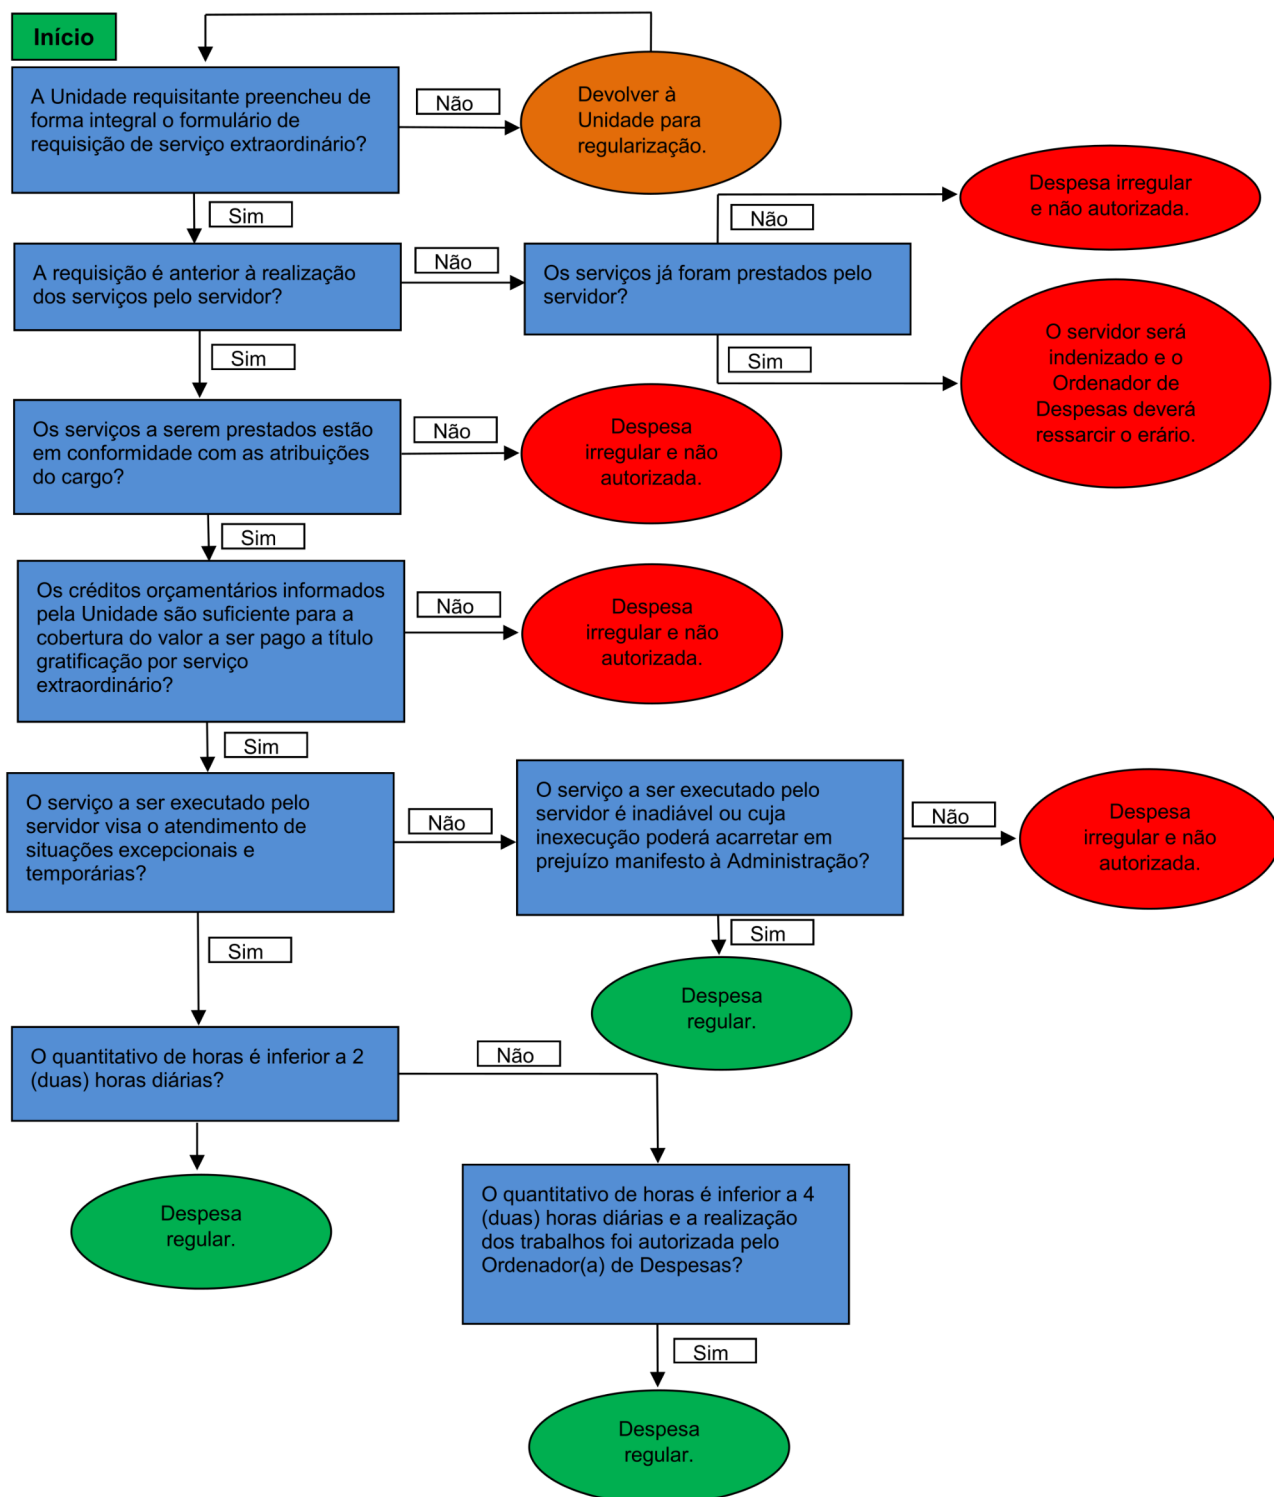 Início
A Unidade requisitante preencheu de
forma integral o formulário de
requisição de serviço extraordinário?
Não
Devolver à
Unidade para
regularização.
Sim
A requisição é anterior à realização
dos serviços pelo servidor?
Não
Os serviços já foram prestados pelo
servidor?
Não
Despesa irregular
e não autorizada.
Sim
O servidor será
indenizado e o
Ordenador de
Despesas deverá
ressarcir o erário.
Sim
Os serviços a serem prestados estão
em conformidade com as atribuições
do cargo?
Não
Despesa
irregular e não
autorizada.
Sim
Os créditos orçamentários informados
pela Unidade são suficiente para a
cobertura do valor a ser pago a título
gratificação por serviço
extraordinário?
Não
Despesa
irregular e não
autorizada.
Sim
O serviço a ser executado pelo
servidor visa o atendimento de
situações excepcionais e
temporárias?
Não
O serviço a ser executado pelo
servidor é inadiável ou cuja
inexecução poderá acarretar em
prejuízo manifesto à Administração?
Não
Despesa
irregular e não
autorizada.
Sim
Despesa
regular.
Sim
O quantitativo de horas é inferior a 2
(duas) horas diárias?
Não
Despesa
regular.
O quantitativo de horas é inferior a 4
(duas) horas diárias e a realização
dos trabalhos foi autorizada pelo
Ordenador(a) de Despesas?
Sim
Despesa
regular.